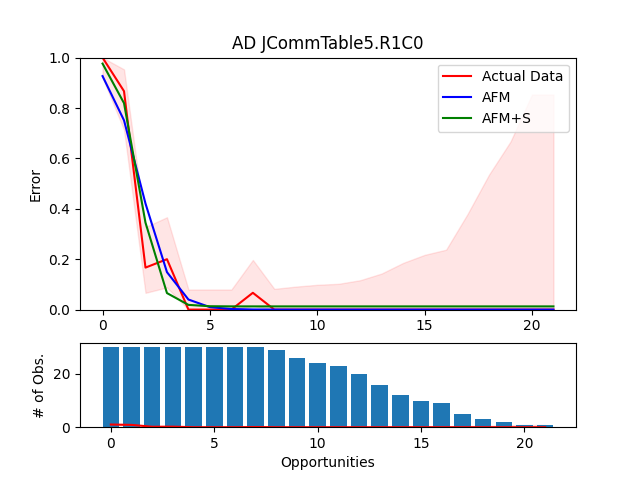 AD JCommTable5.R1C0
1.0
0.8
0.6
0.4
0.2
0.0
Error
Actual Data
AFM
AFM+S
0 5 10 15 20
20
0
# of Obs.
0 5 10 15 20
Opportunities